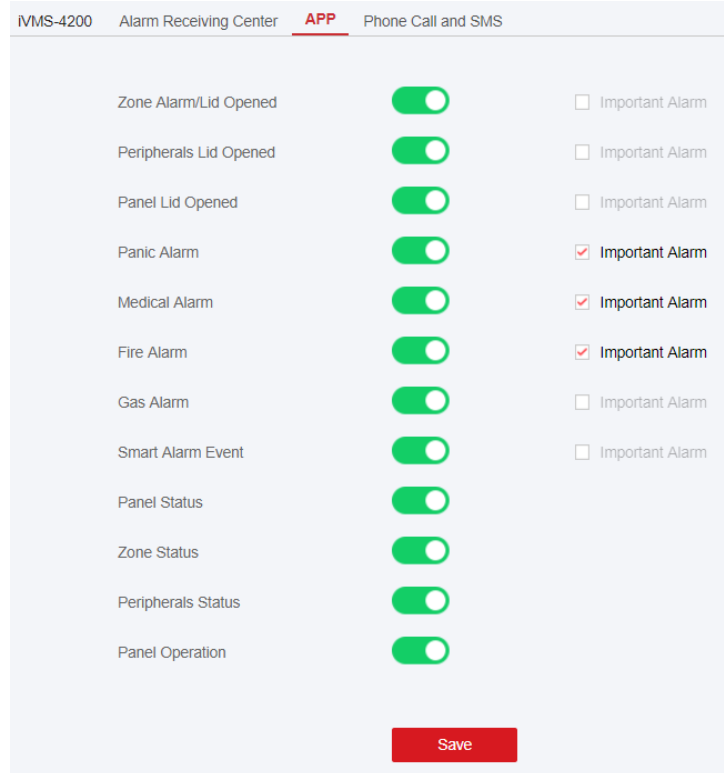 iVMS-4200 Alarm Receiving Center APP Phone Call and SMS
Zone Alarm/Lid Opened Important Alarm
Peripherals Lid Opened Important Alarm
Panel Lid Opened Important Alarm
Panic Alarm Important Alarm
Medical Alarm Important Alarm
Fire Alarm Important Alarm
Gas Alarm Important Alarm
Smart Alarm Event Important Alarm
Panel Status
Zone Status
Peripherals Status
Panel Operation
Save